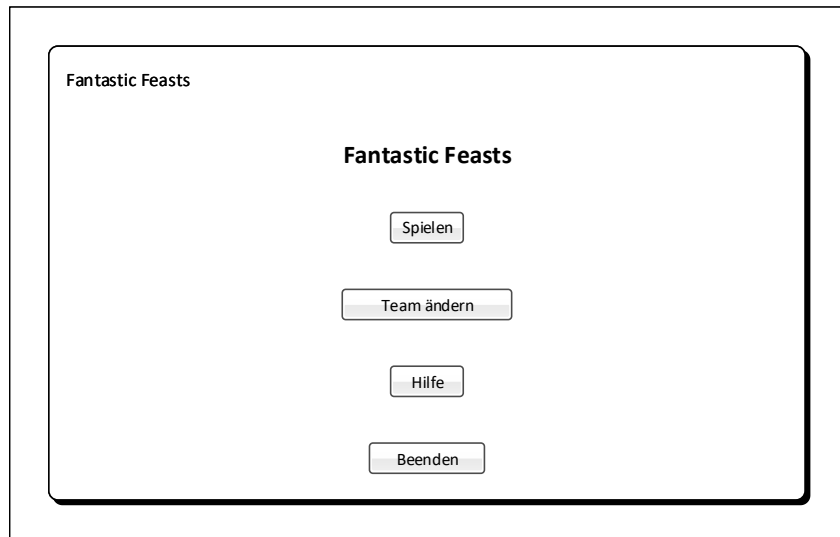 Fantastic Feasts
Fantastic Feasts
Spielen
Team ändern
Hilfe
Beenden